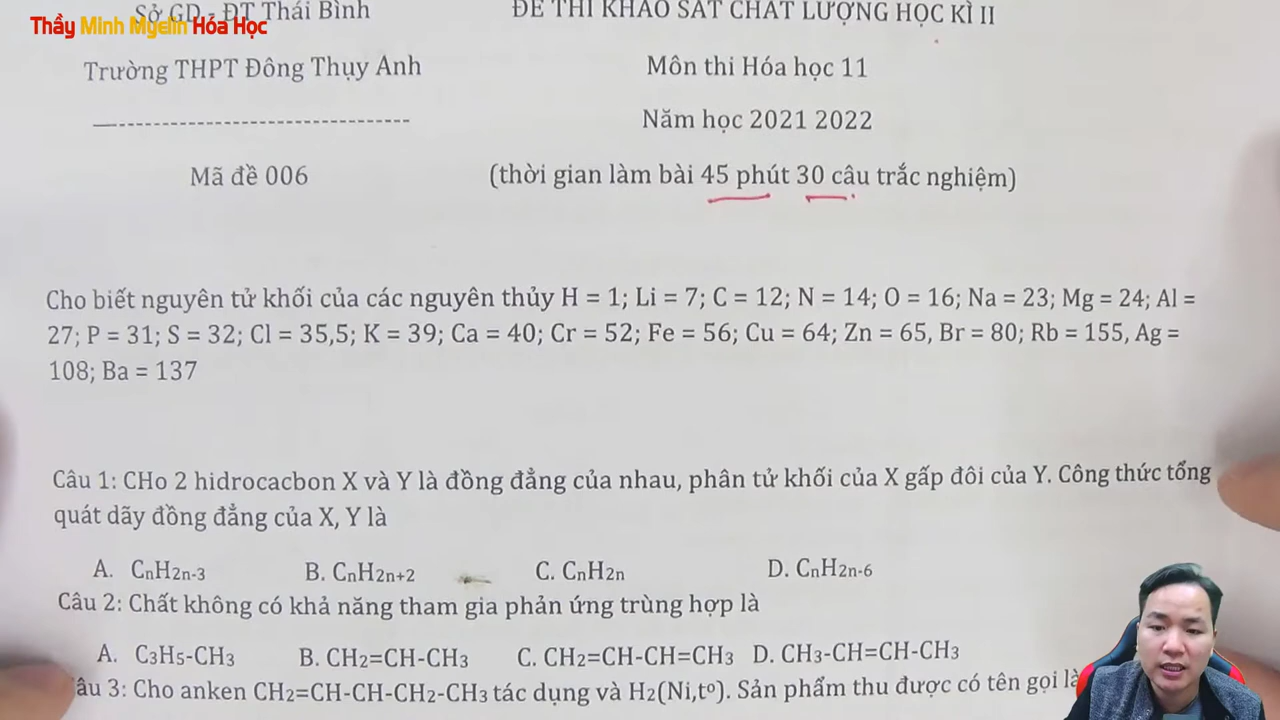 Sở GD - ĐT Thái Bình
ĐỀ THI KHẢO SÁT CHẤT LƯỢNG HỌC KÌ II
Thầy Minh Myelin Hóa Học
Trường THPT Đông Thụy Anh
Môn thi Hóa học 11
Năm học 2021 2022
Mã đề 006
(thời gian làm bài 45 phút 30 câu trắc nghiệm)
Cho biết nguyên tử khối của các nguyên thủy H = 1; Li = 7; C = 12; N = 14; O = 16; Na = 23; Mg = 24; Al =
27; P = 31; S = 32; Cl = 35,5; K = 39; Ca = 40; Cr = 52; Fe = 56; Cu = 64; Zn = 65, Br = 80; Rb = 155, Ag =
108; Ba = 137
Câu 1: CHo 2 hidrocacbon X và Y là đồng đẳng của nhau, phân tử khối của X gấp đôi của Y. Công thức tổng
quát dãy đồng đẳng của X, Y là
A. CnH2n-3 B. CnH2n+2 C. CnH2n D. CnH2n-6
Câu 2: Chất không có khả năng tham gia phản ứng trùng hợp là
A. C3H5-CH3 B. CH2=CH-CH3 C. CH2=CH-CH=CH3 D. CH3-CH=CH-CH3
âu 3: Cho anken CH2=CH-CH-CH2-CH3 tác dụng và H2(Ni,tº). Sản phẩm thu được có tên gọi là